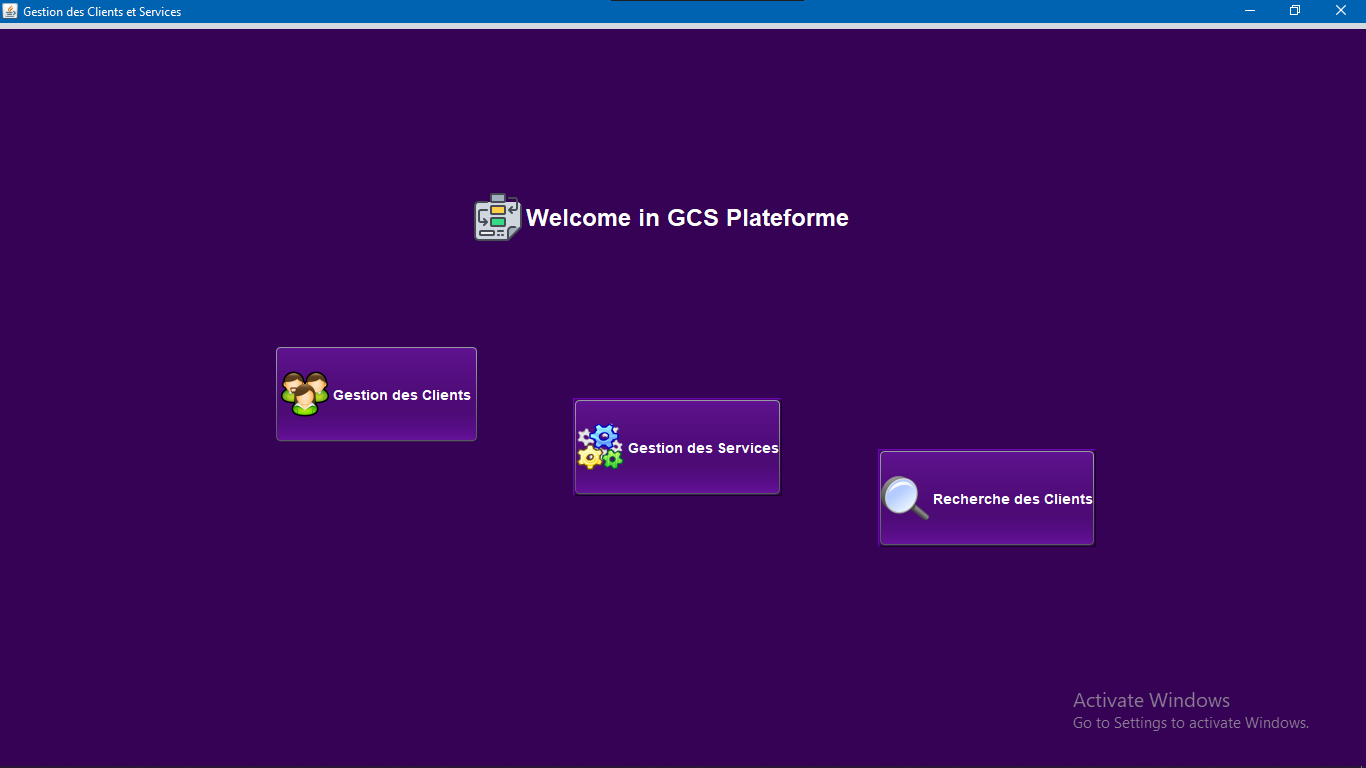 Gestion des Clients et Services
Welcome in GCS Plateforme
Gestion des Clients
Gestion des Services
Recherche des Clients
Activate Windows
Go to Settings to activate Windows.